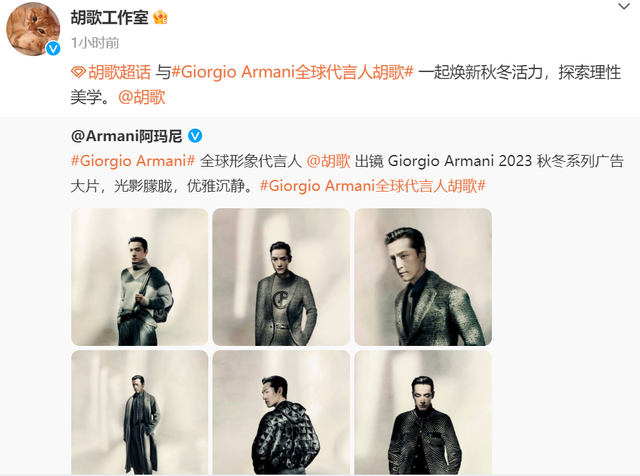 胡歌工作室
1小时前
胡歌超话 与#Giorgio Armani全球代言人胡歌# 一起焕新秋冬活力，探索理性
美学。@胡歌
@Armani阿玛尼
#Giorgio Armani# 全球形象代言人 @胡歌 出镜 Giorgio Armani 2023 秋冬系列广告
大片，光影朦胧，优雅沉静。#Giorgio Armani全球代言人胡歌#